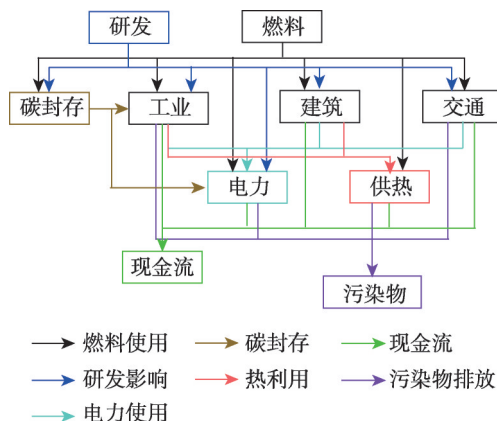 研发 燃料
碳封存 工业 建筑 交通
电力 供热
现金流 污染物
燃料使用 碳封存 现金流
研发影响 热利用 污染物排放
电力使用